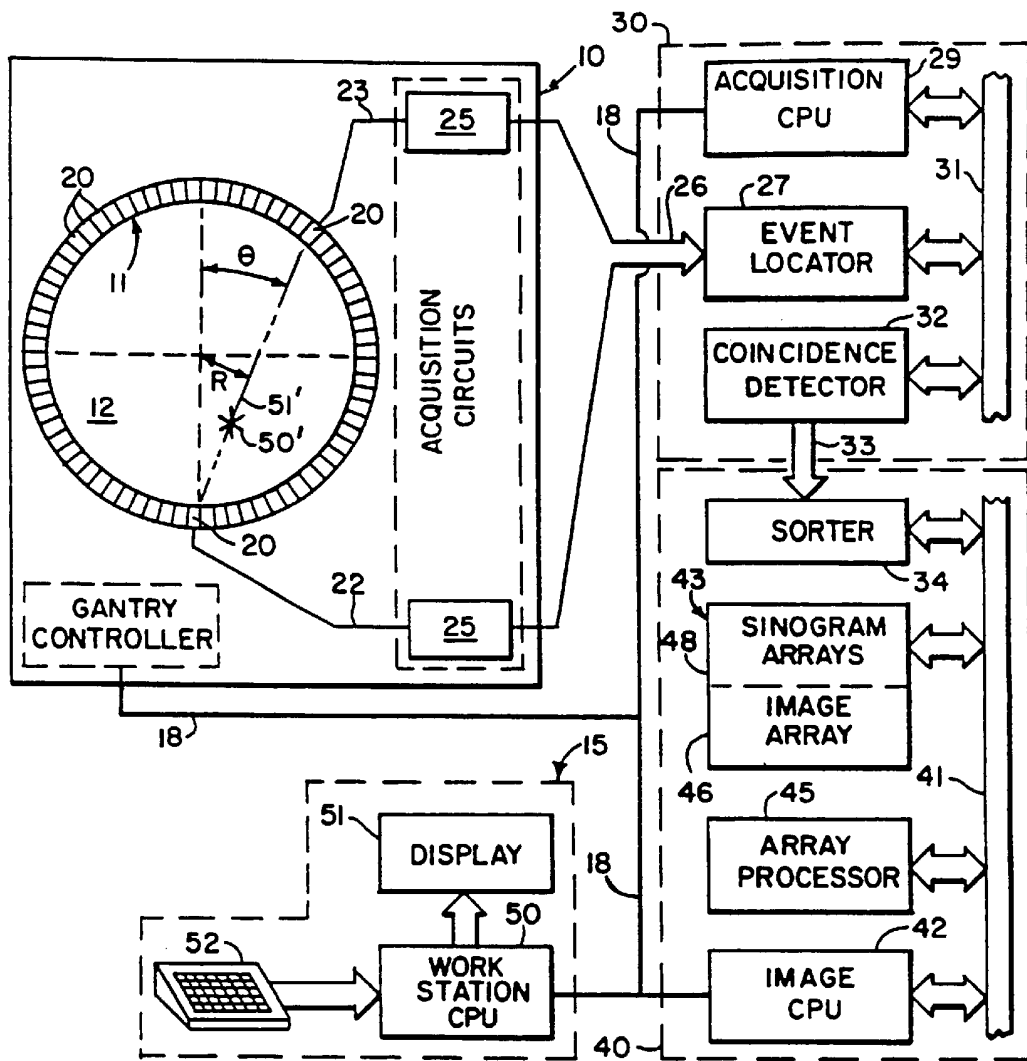 30
29
10
ACQUISITION
CPU
23
25
18
31
20
26
27
20
θ
EVENT
LOCATOR
11
ACQUISITION
CIRCUITS
32
COINCIDENCE
DETECTOR
R
51'
12
50'
33
20
SORTER
34
22
25
43
GANTRY
CONTROLLER
SINOGRAM
ARRAYS
48
IMAGE
ARRAY
18
15
46
45
41
51
DISPLAY
18
ARRAY
PROCESSOR
50
42
52
WORK
STATION
CPU
IMAGE
CPU
40